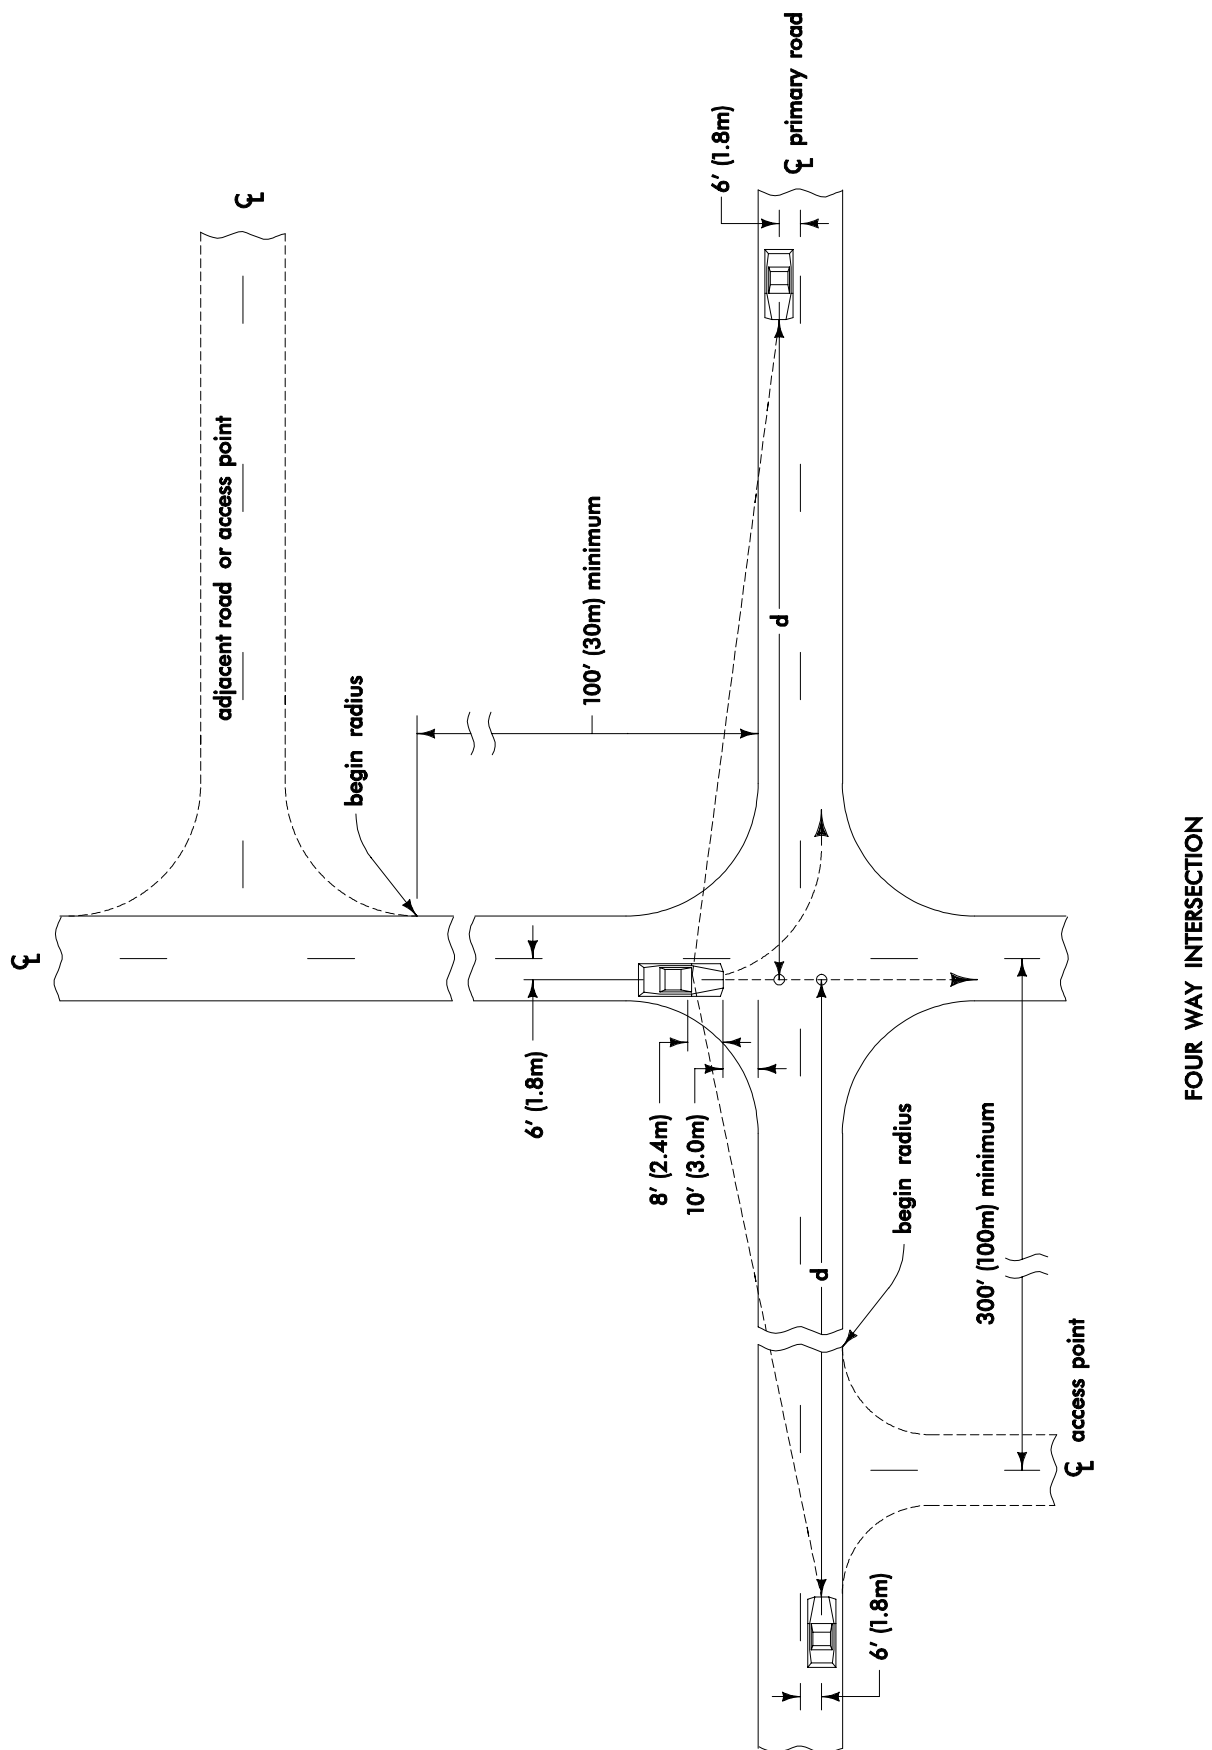 ℄ primary road
6′ (1.8m)
℄
adjacent road or access point
100′ (30m) minimum
begin radius
d
℄
6′ (1.8m)
8′ (2.4m)
10′ (3.0m)
begin radius
d
300′ (100m) minimum
℄ access point
6′ (1.8m)
FOUR WAY INTERSECTION